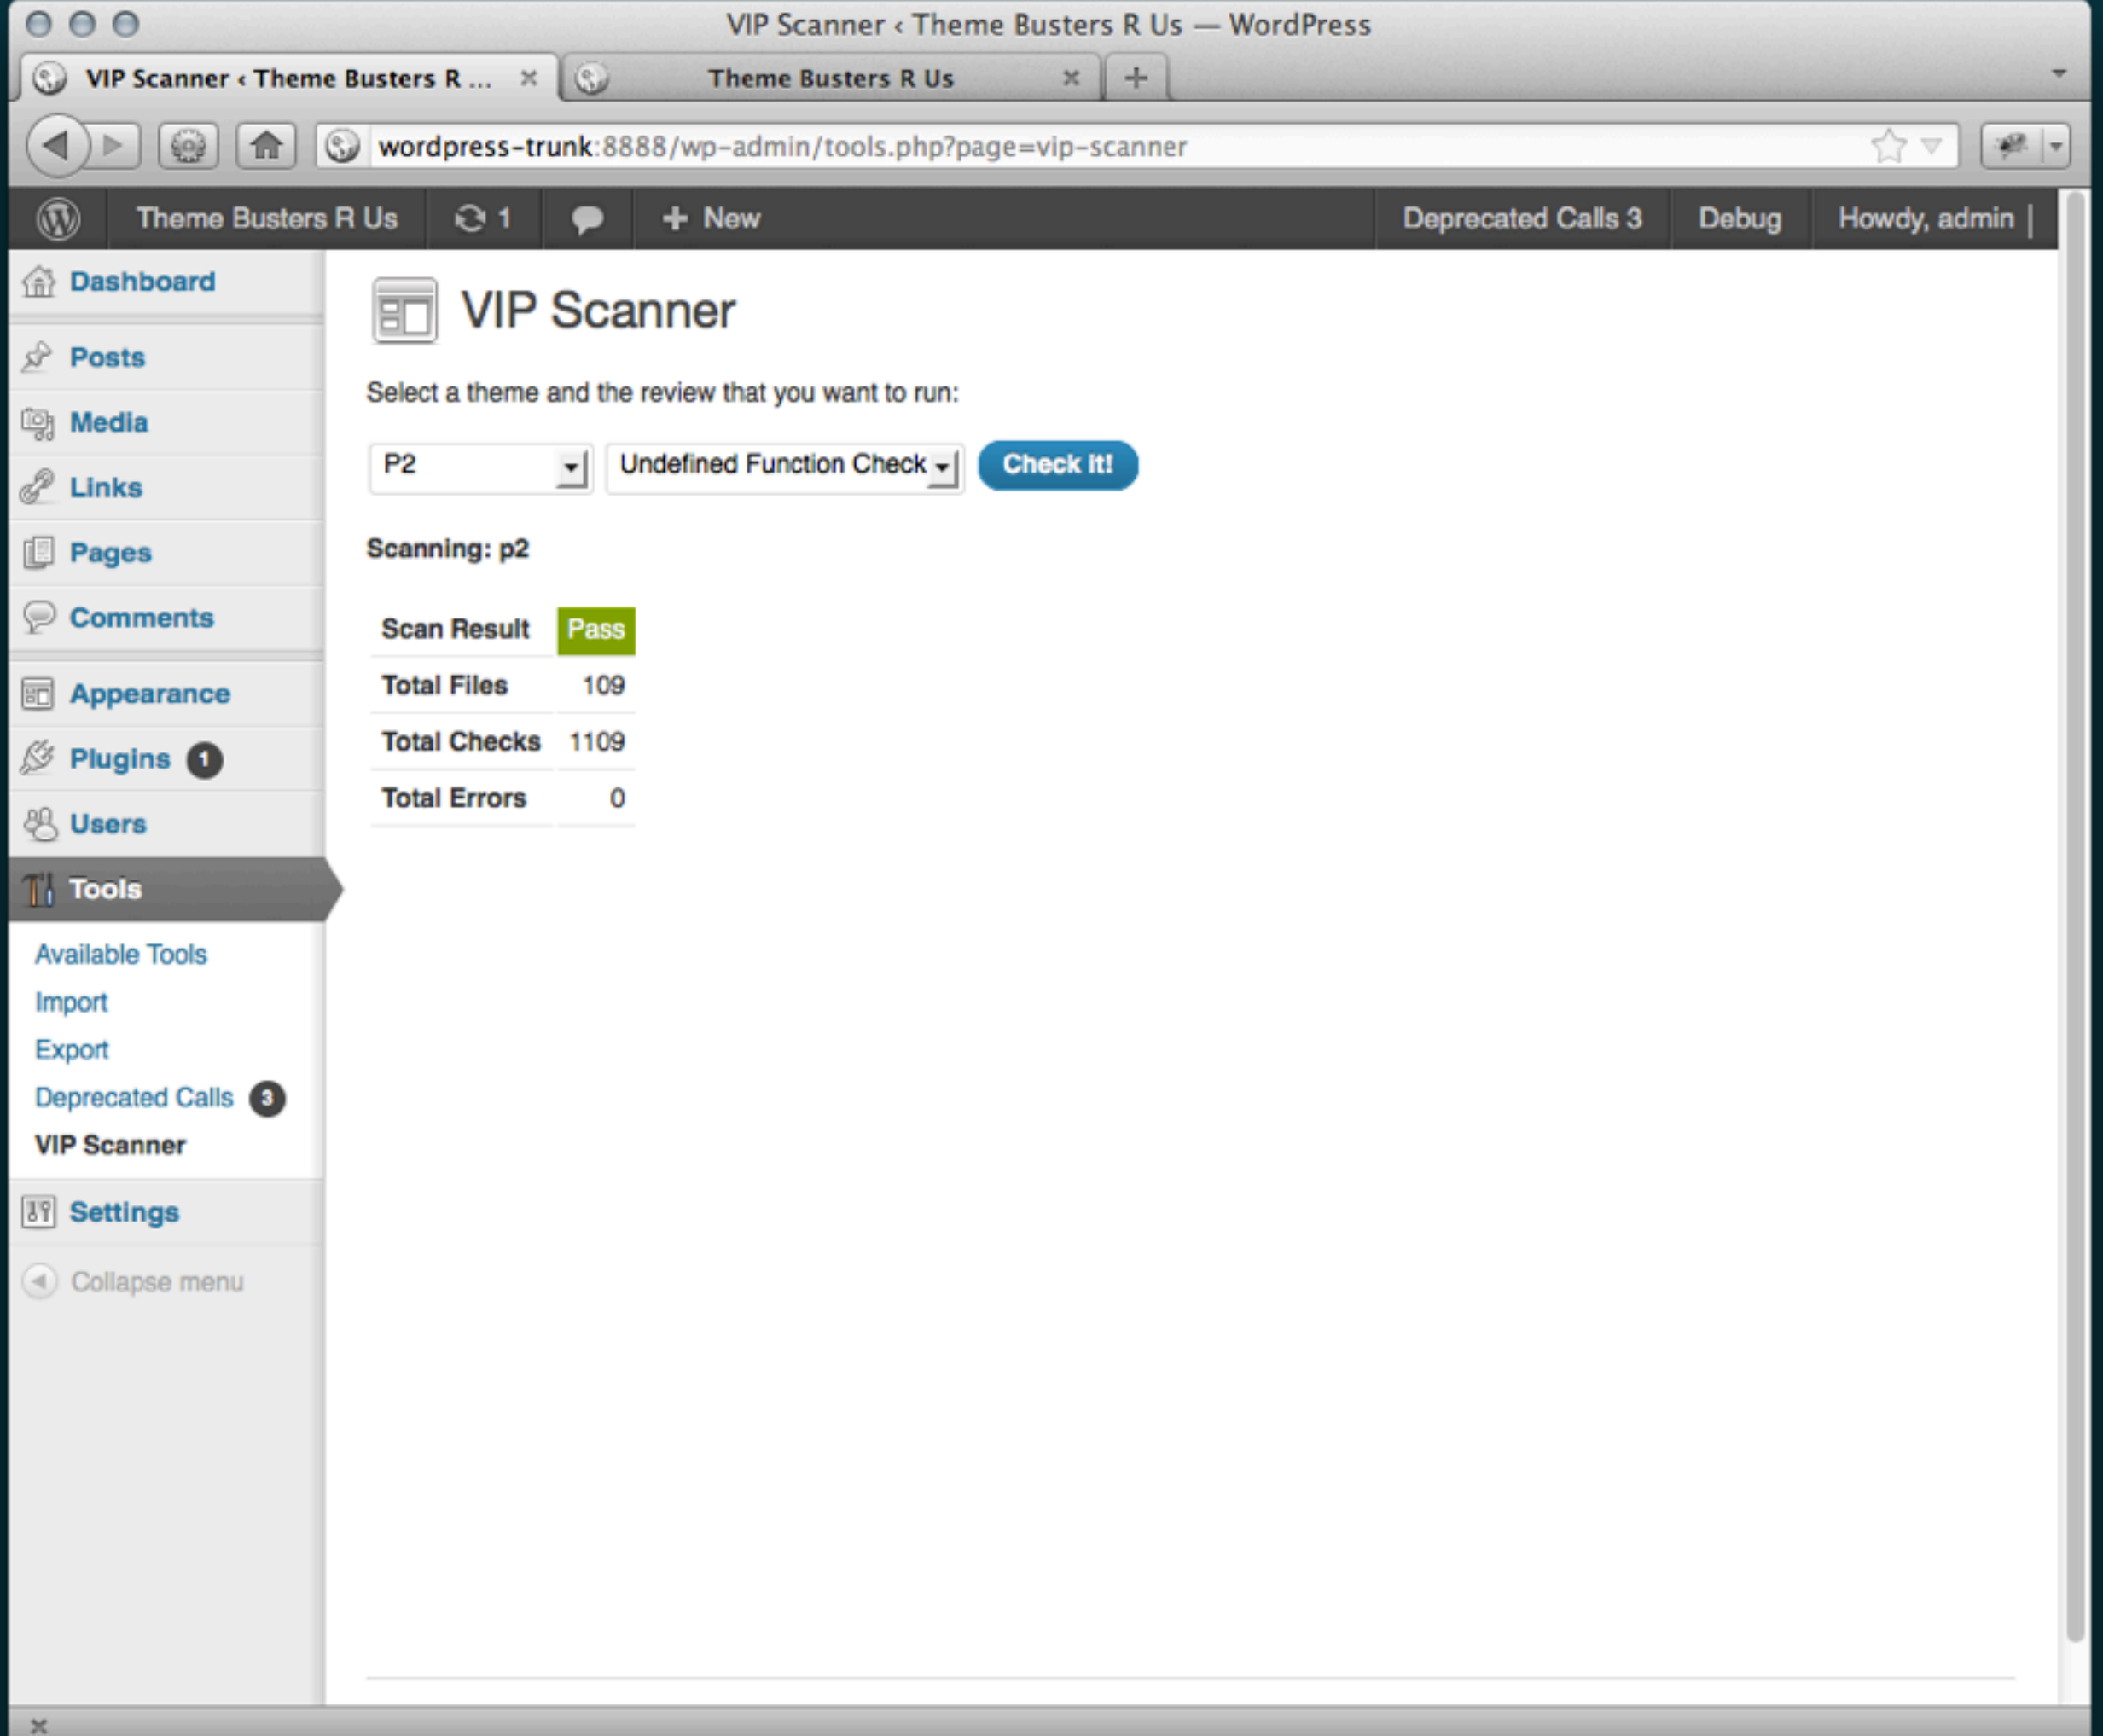 VIP Scanner ‹ Theme Busters R Us — WordPress
VIP Scanner ‹ Theme Busters R ...
Theme Busters R Us
wordpress-trunk:8888/wp-admin/tools.php?page=vip-scanner
Theme Busters R Us 1 + New Deprecated Calls 3 Debug Howdy, admin
Dashboard
Posts
Media
Links
Pages
Comments
Appearance
Plugins 1
Users
Tools
Available Tools
Import
Export
Deprecated Calls 3
VIP Scanner
Settings
Collapse menu
VIP Scanner
Select a theme and the review that you want to run:
P2 Undefined Function Check Check it!
Scanning: p2
Scan Result Pass
Total Files 109
Total Checks 1109
Total Errors 0